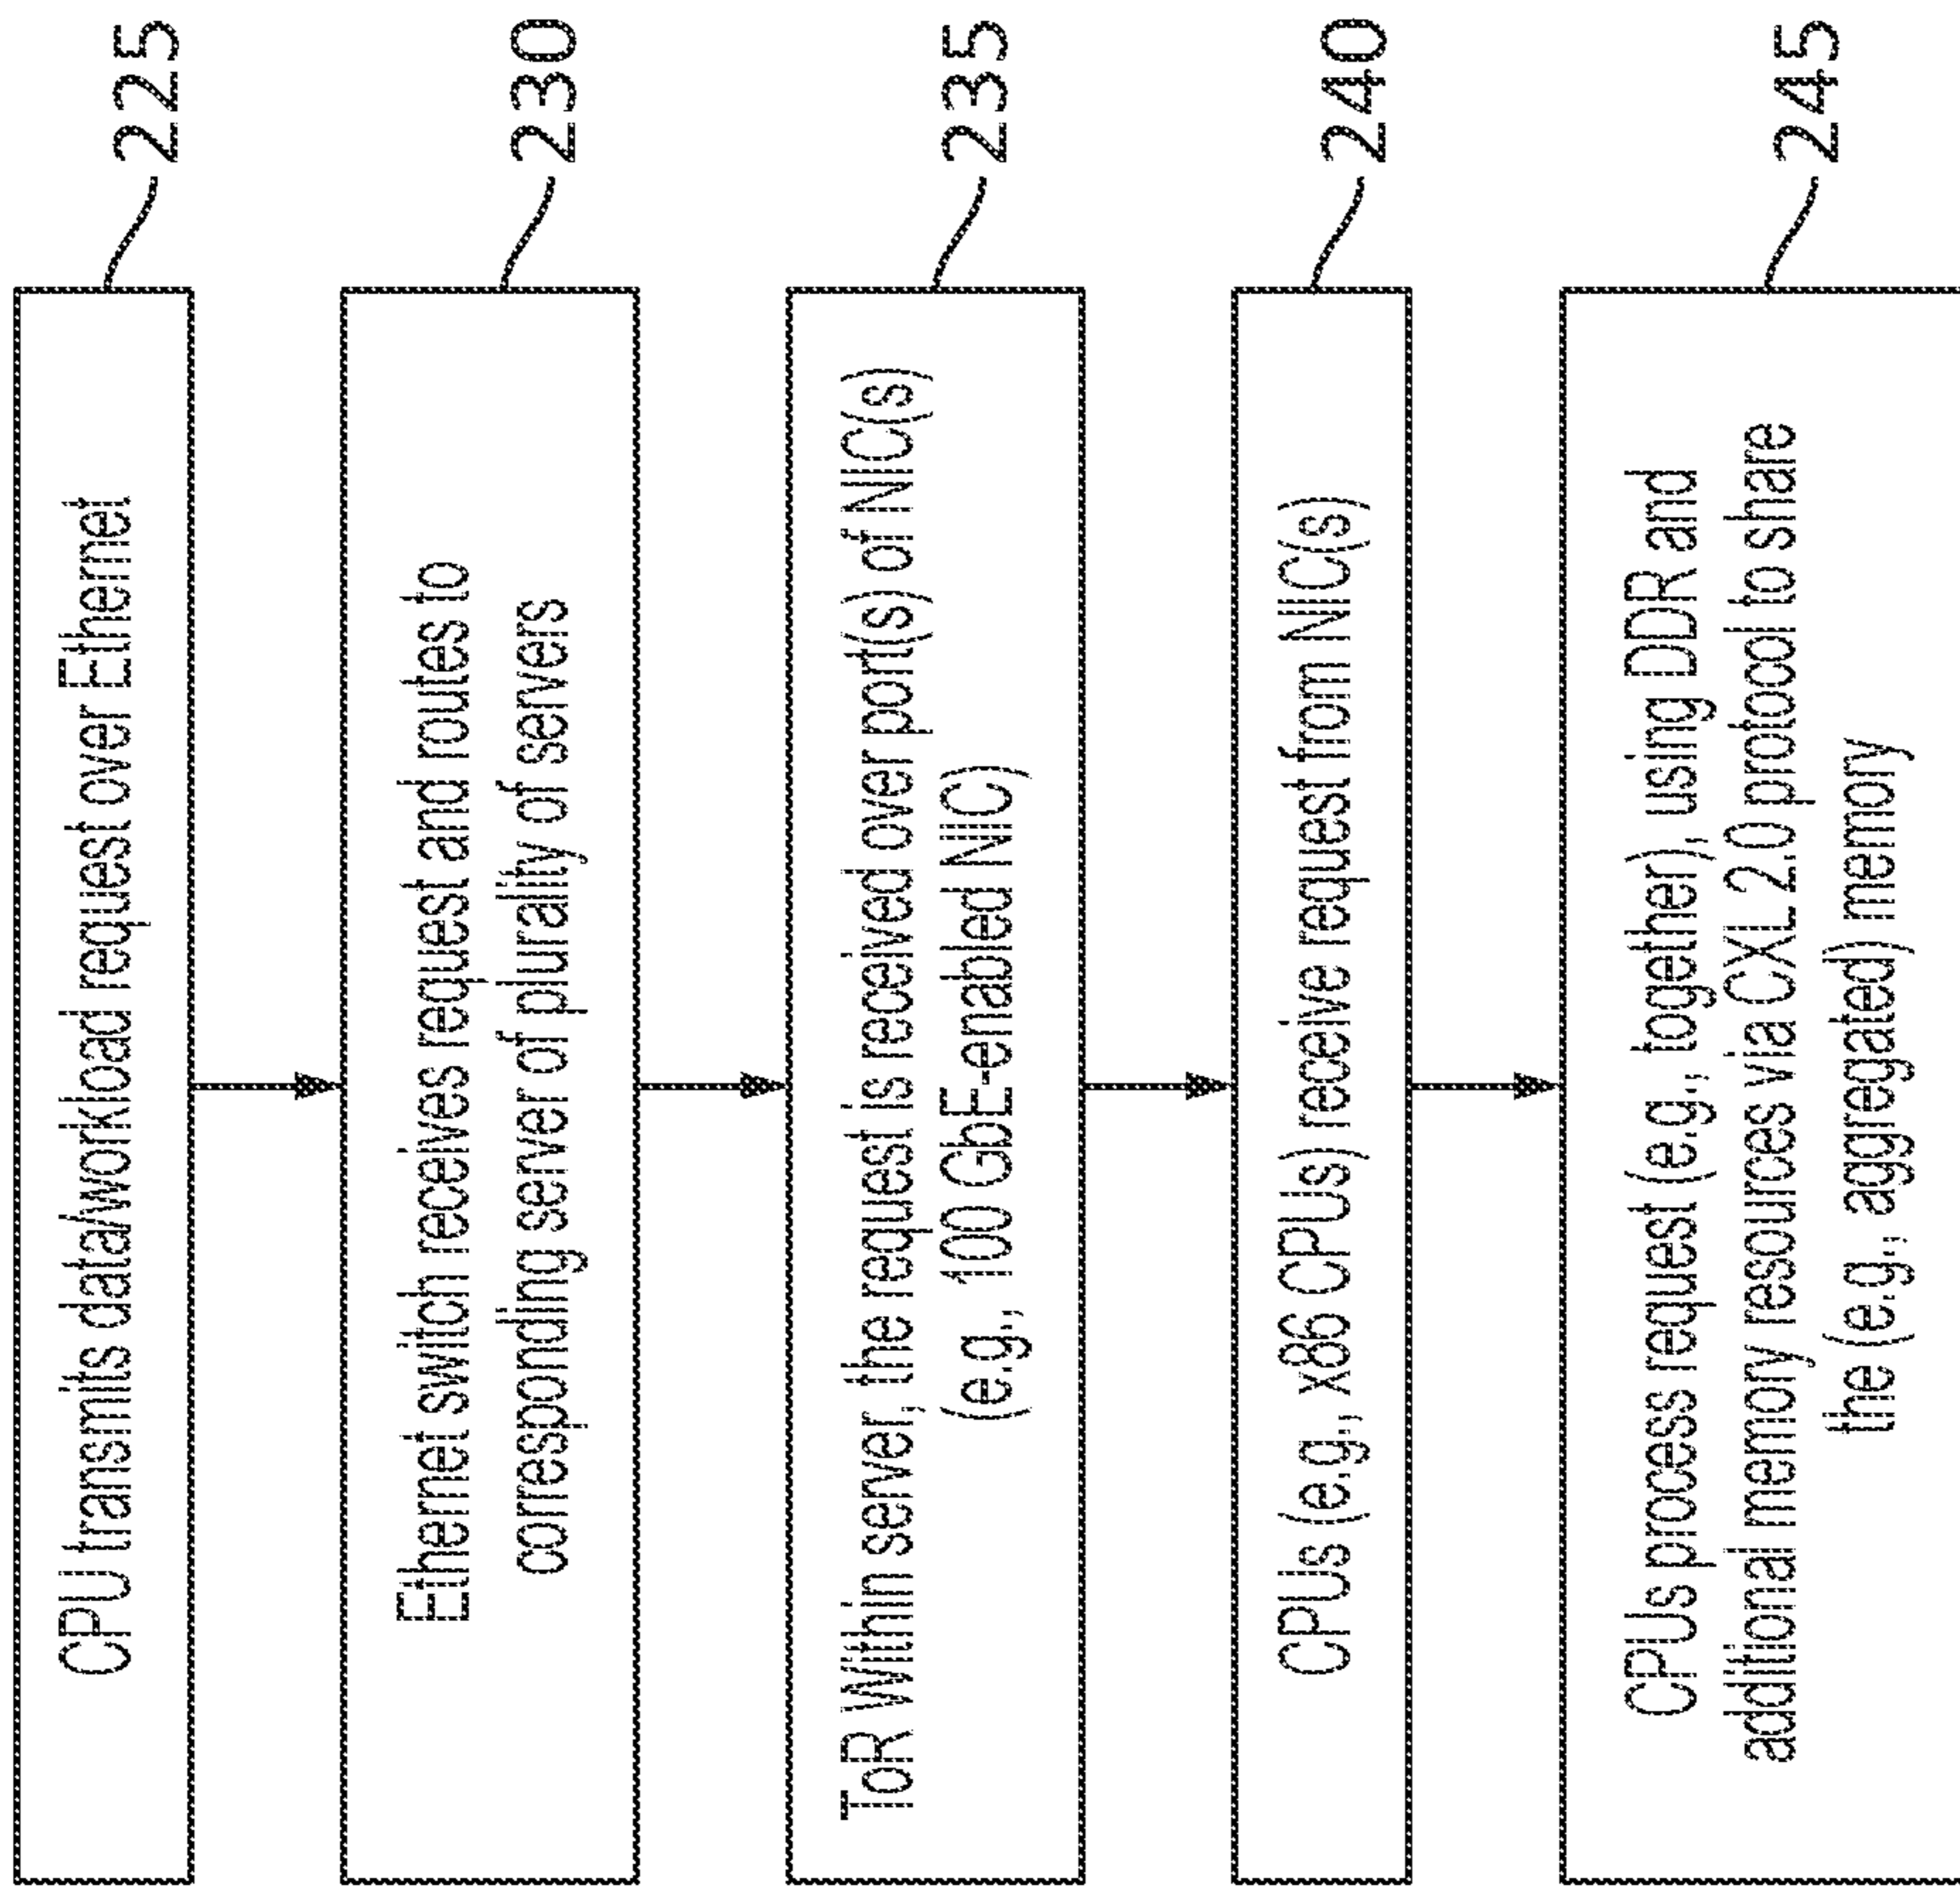 CPU transmits data/workload request over Ethernet
225
Ethernet switch receives request and routes to
corresponding server of plurality of servers
230
ToR Within server, the request is received over port(s) of NIC(s)
(e.g., 100 GbE-enabled NIC)
235
CPUs (e.g., x86 CPUs) receive request from NIC(s)
240
CPUs process request (e.g., together), using DDR and
additional memory resources via CXL 2.0 protocol to share
the (e.g., aggregated) memory
245